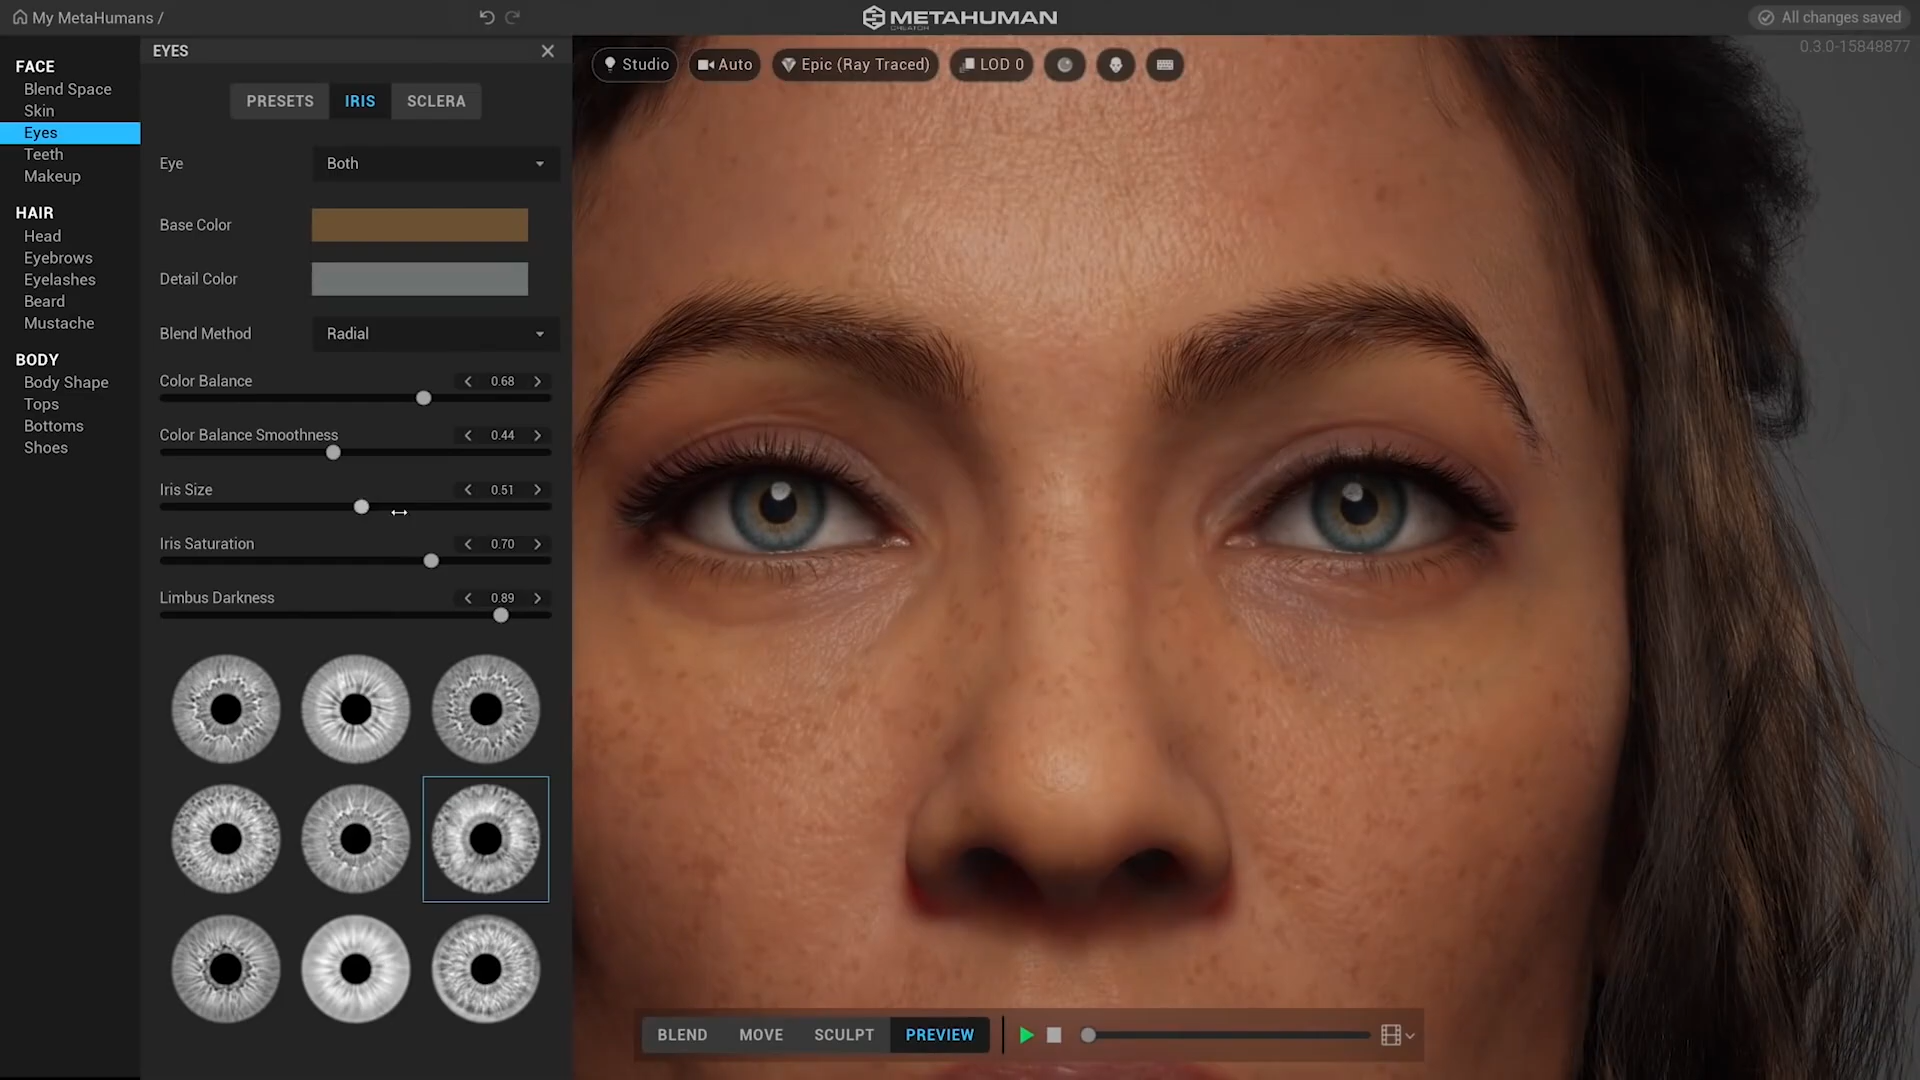 My MetaHumans /
METAHUMAN
CREATOR
All changes saved
0.3.0-15848877
FACE
Blend Space
Skin
Eyes
Teeth
Makeup
HAIR
Head
Eyebrows
Eyelashes
Beard
Mustache
BODY
Body Shape
Tops
Bottoms
Shoes
EYES
PRESETS IRIS SCLERA
Eye Both
Base Color
Detail Color
Blend Method Radial
Color Balance 0.68
Color Balance Smoothness 0.44
Iris Size 0.51
Iris Saturation 0.70
Limbus Darkness 0.89
Studio Auto Epic (Ray Traced) LOD 0
BLEND MOVE SCULPT PREVIEW